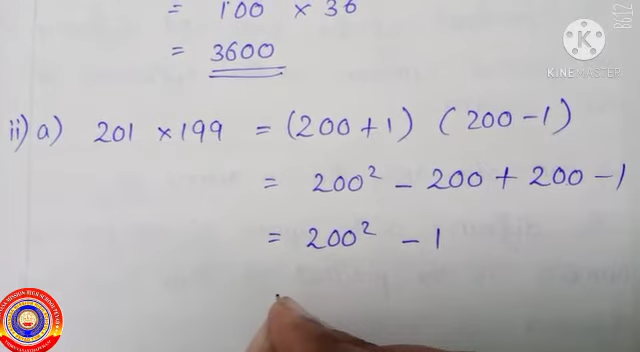 = 100 × 36
= 3600
KINEMASTER
ii) a) 201 × 199 = (200 + 1) (200 - 1)
= 200² - 200 + 200 - 1
= 200² - 1